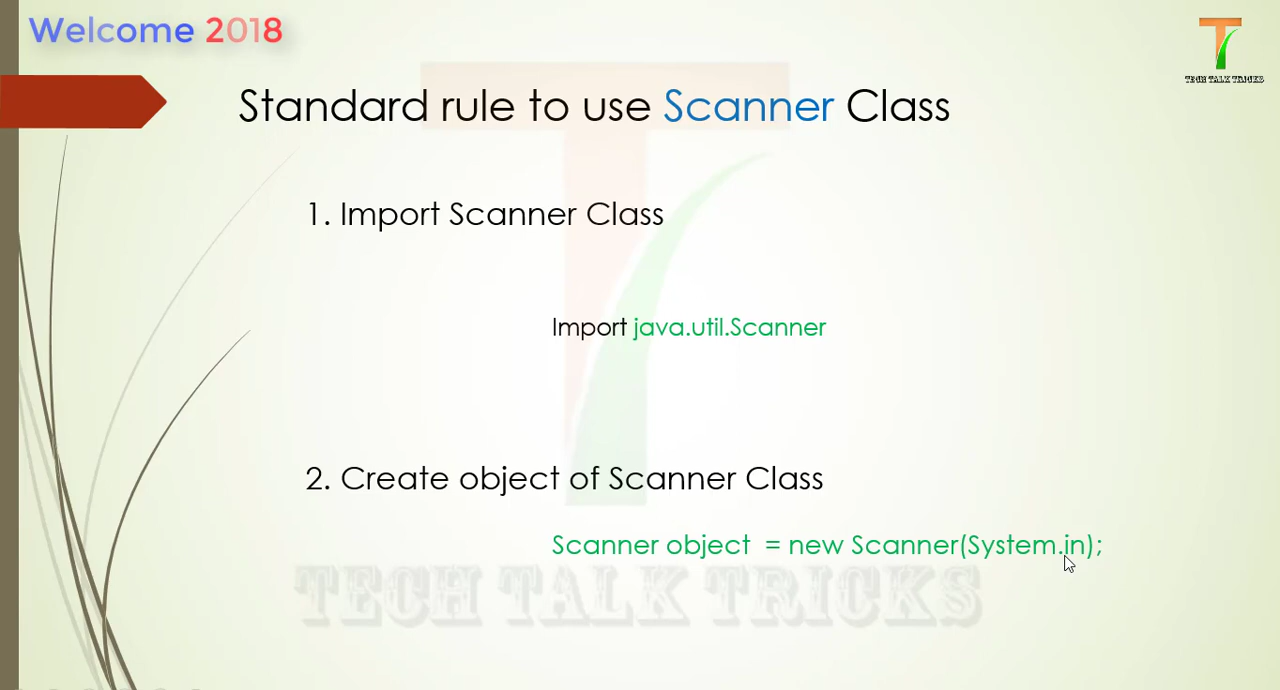 Welcome 2018
TECH TALK TRICKS
Standard rule to use Scanner Class
1. Import Scanner Class
Import java.util.Scanner
2. Create object of Scanner Class
Scanner object = new Scanner(System.in);
TECH TALK TRICKS